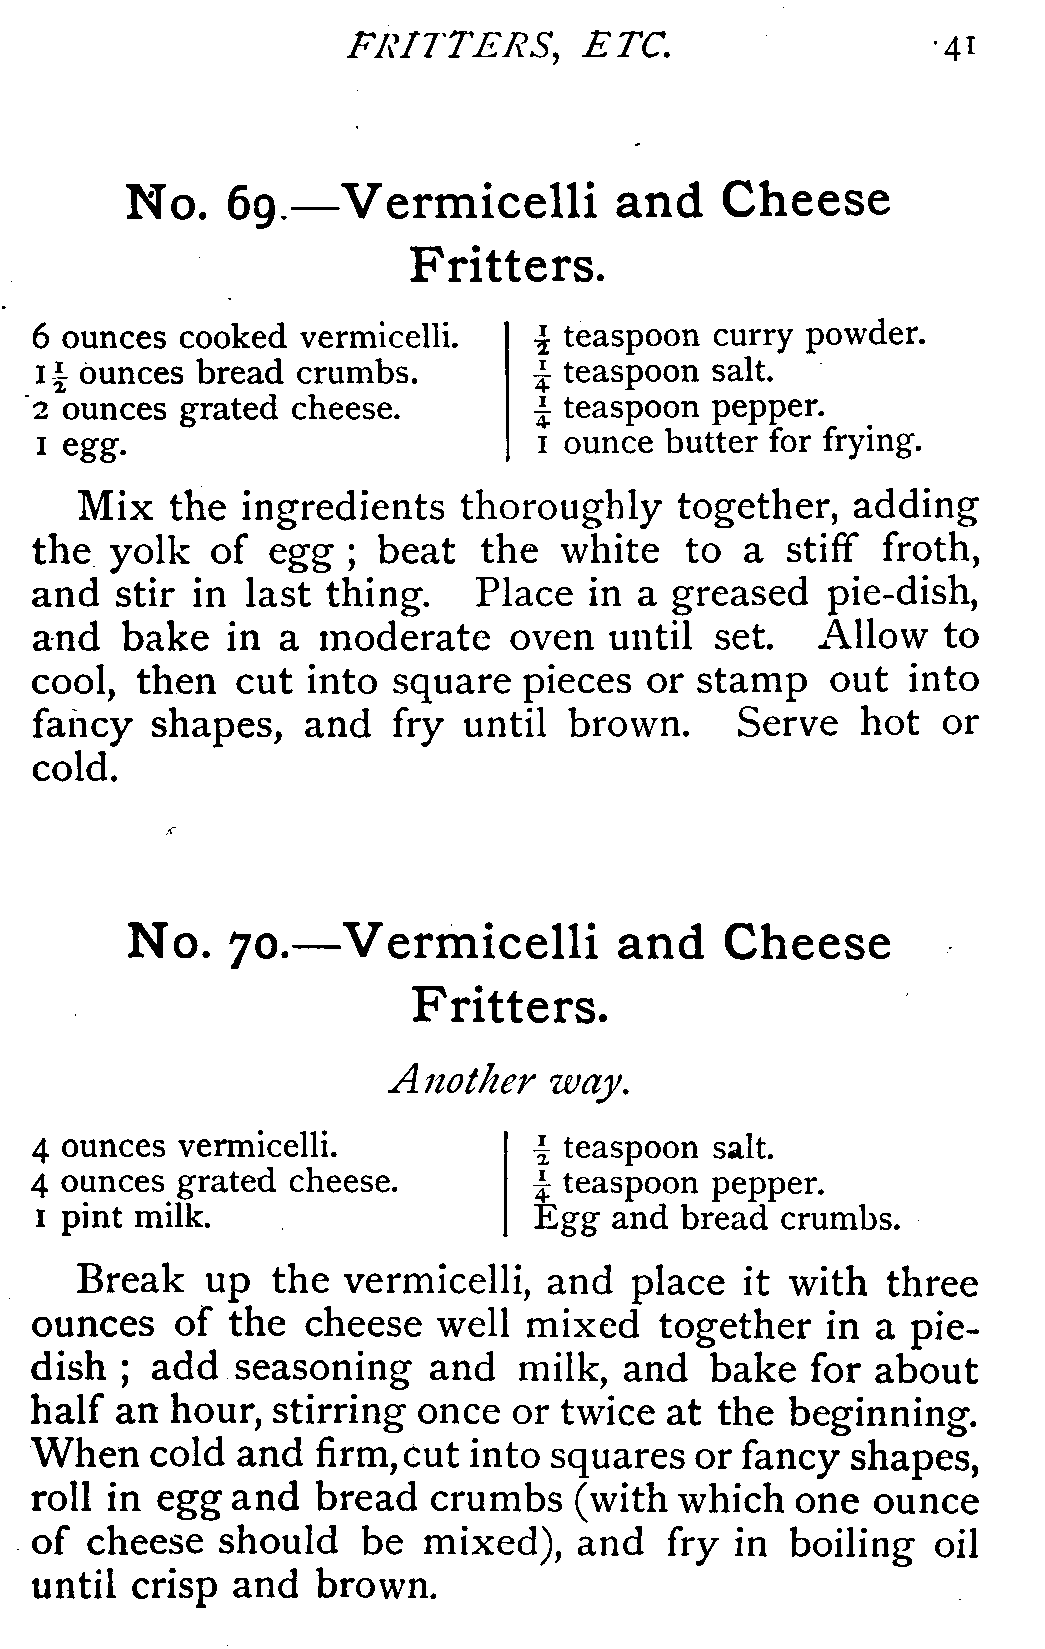 FRITTERS, ETC. 41
No. 69.—Vermicelli and Cheese
Fritters.
6 ounces cooked vermicelli.
1½ ounces bread crumbs.
2 ounces grated cheese.
1 egg.
½ teaspoon curry powder.
¼ teaspoon salt.
¼ teaspoon pepper.
1 ounce butter for frying.
Mix the ingredients thoroughly together, adding
the yolk of egg ; beat the white to a stiff froth,
and stir in last thing. Place in a greased pie-dish,
and bake in a moderate oven until set. Allow to
cool, then cut into square pieces or stamp out into
fancy shapes, and fry until brown. Serve hot or
cold.
No. 70.—Vermicelli and Cheese
Fritters.
Another way.
4 ounces vermicelli.
4 ounces grated cheese.
1 pint milk.
½ teaspoon salt.
¼ teaspoon pepper.
Egg and bread crumbs.
Break up the vermicelli, and place it with three
ounces of the cheese well mixed together in a pie-
dish ; add seasoning and milk, and bake for about
half an hour, stirring once or twice at the beginning.
When cold and firm, cut into squares or fancy shapes,
roll in egg and bread crumbs (with which one ounce
of cheese should be mixed), and fry in boiling oil
until crisp and brown.